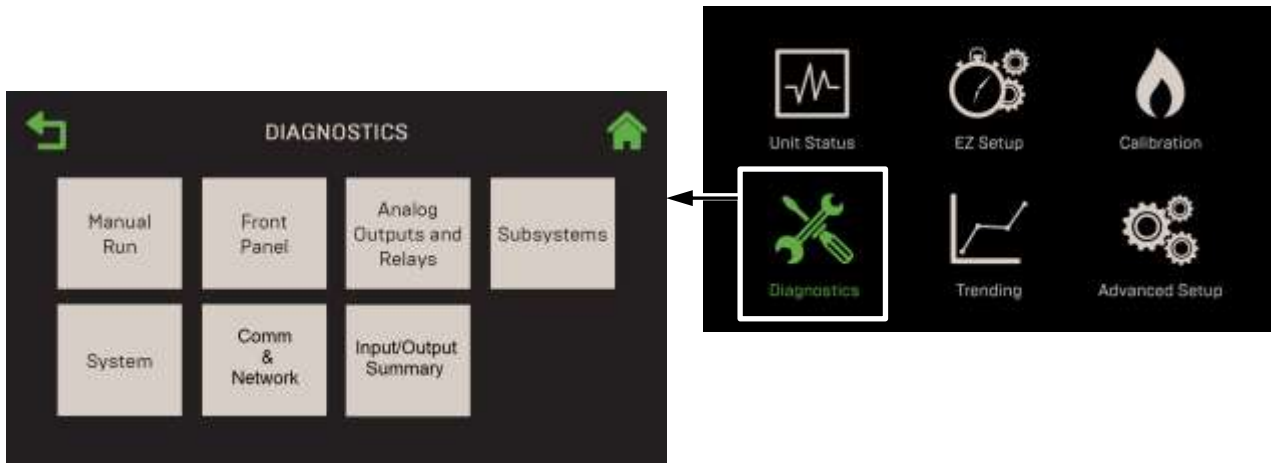 DIAGNOSTICS
Manual
Run
Front
Panel
Analog
Outputs and
Relays
Subsystems
System
Comm
&
Network
Input/Output
Summary
Unit Status
EZ Setup
Calibration
Diagnostics
Trending
Advanced Setup